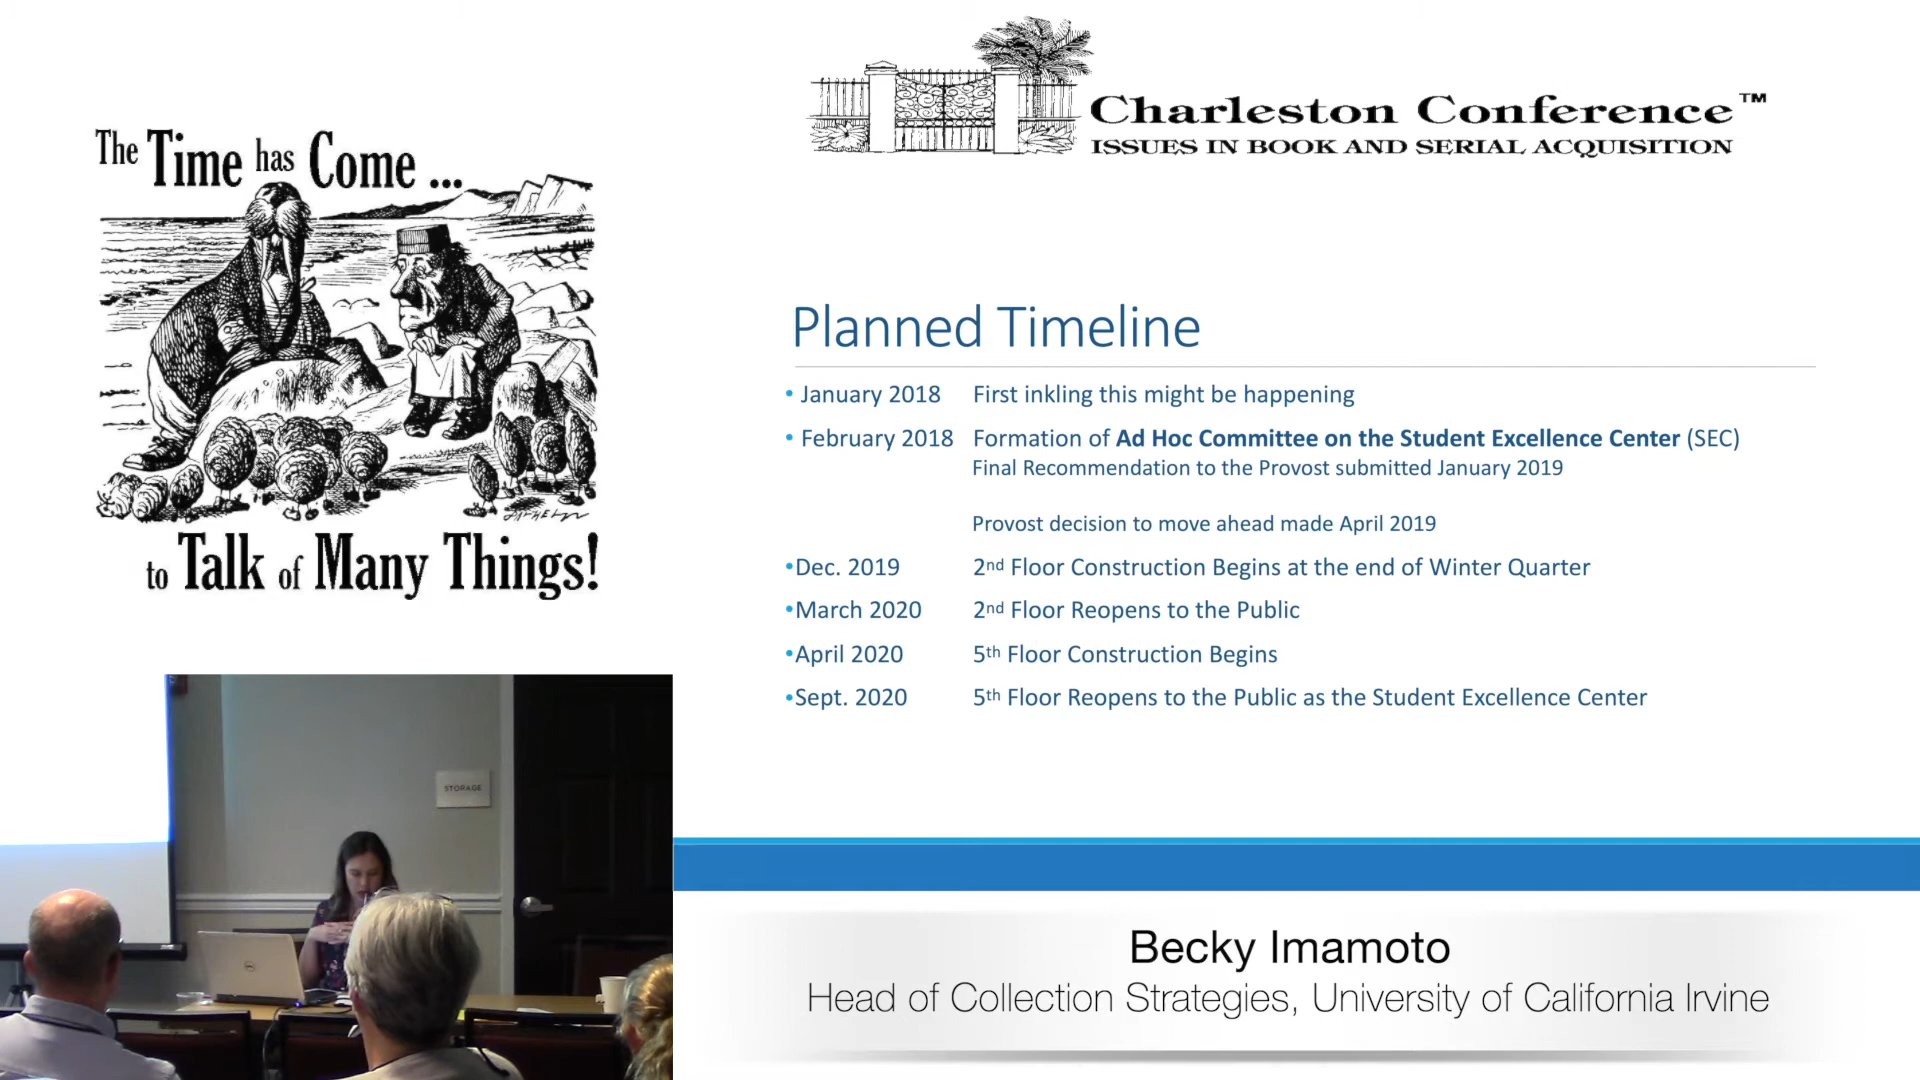 The Time has Come ...
to Talk of Many Things!
Charleston Conference™
ISSUES IN BOOK AND SERIAL ACQUISITION
Planned Timeline
• January 2018 First inkling this might be happening
• February 2018 Formation of Ad Hoc Committee on the Student Excellence Center (SEC)
Final Recommendation to the Provost submitted January 2019
Provost decision to move ahead made April 2019
•Dec. 2019 2nd Floor Construction Begins at the end of Winter Quarter
•March 2020 2nd Floor Reopens to the Public
•April 2020 5th Floor Construction Begins
•Sept. 2020 5th Floor Reopens to the Public as the Student Excellence Center
STORAGE
Becky Imamoto
Head of Collection Strategies, University of California Irvine